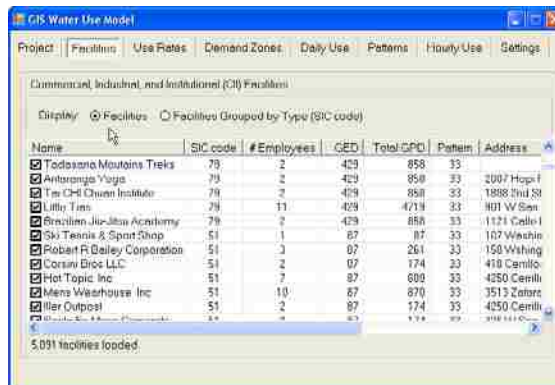 GIS Water Use Model
Project Facilities Use Rates Demand Zones Daily Use Patterns Hourly Use Settings
Commercial, Industrial, and Institutional (CII) Facilities
Display: Facilities Facilities Grouped by Type (SIC code)
Name SIC code # Employees GED Total GPD Pattern Address
Tadasana Moutains Treks 79 2 429 858 33
Antaranga Yoga 79 2 429 858 33 2007 Hopi
Tai CHI Chuan Institute 79 2 429 858 33 1808 2nd St
Little Tias 79 11 429 4719 33 901 W San
Brazilian Jiu-Jitsu Academy 79 2 429 858 33 1121 Calle
Ski Tennis & Sport Shop 51 1 87 87 33 107 Washin
Robert R Bailey Corporation 51 3 87 261 33 150 Wshing
Corsini Bros LLC 51 2 87 174 33 418 Cerrillo
Hot Topic Inc 51 7 87 609 33 4250 Cerrill
Mens Wearhouse Inc 51 10 87 870 33 3513 Zafara
Iller Outpost 51 2 87 174 33 4250 Cerrill
5,091 facilities loaded.